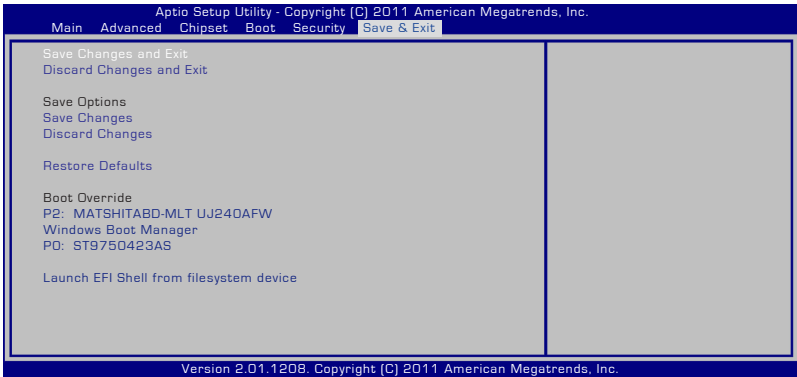 Aptio Setup Utility - Copyright (C) 2011 American Megatrends, Inc.
Main Advanced Chipset Boot Security Save & Exit
Save Changes and Exit
Discard Changes and Exit
Save Options
Save Changes
Discard Changes
Restore Defaults
Boot Override
P2: MATSHITABD-MLT UJ240AFW
Windows Boot Manager
P0: ST9750423AS
Launch EFI Shell from filesystem device
Version 2.01.1208. Copyright (C) 2011 American Megatrends, Inc.